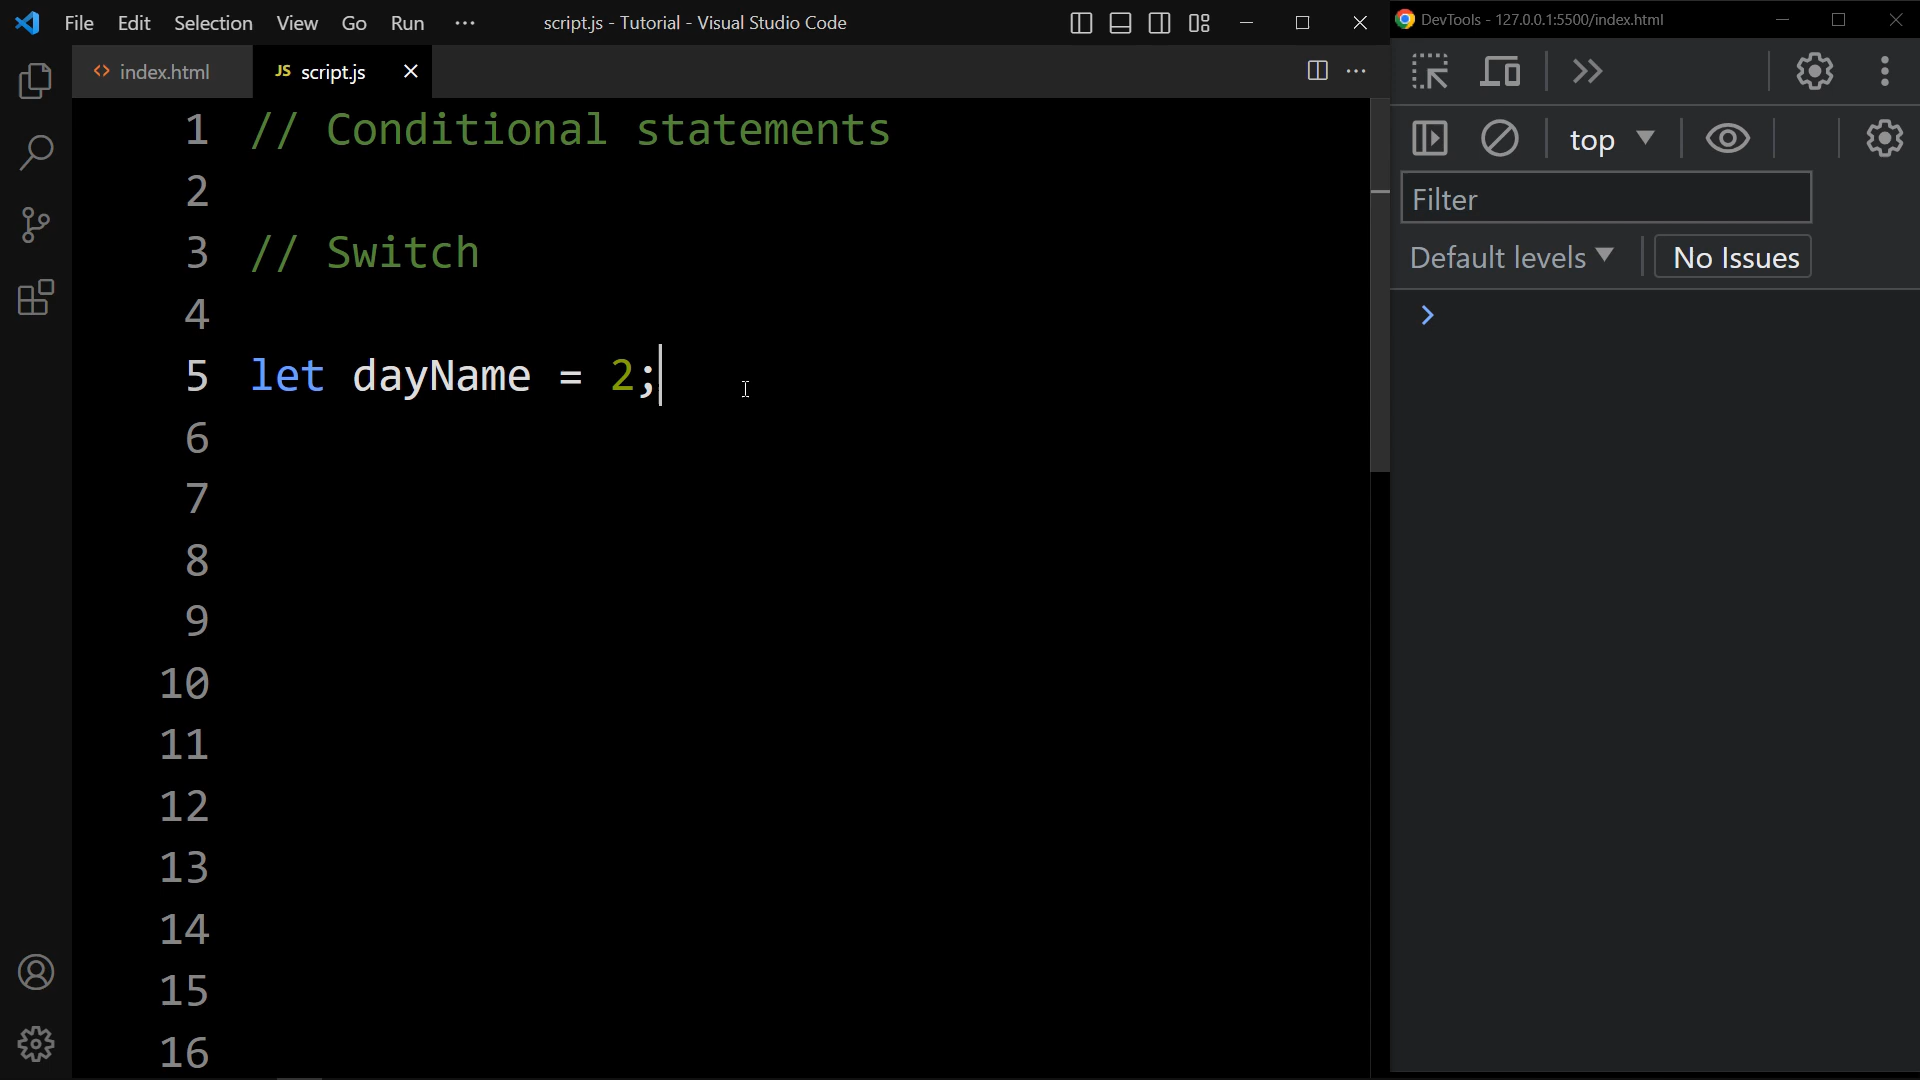 File Edit Selection View Go Run ··· script.js - Tutorial - Visual Studio Code
DevTools - 127.0.0.1:5500/index.html
<> index.html JS script.js
1 // Conditional statements
2
3 // Switch
4
5 let dayName = 2;
6
7
8
9
10
11
12
13
14
15
16
top
Filter
Default levels No Issues